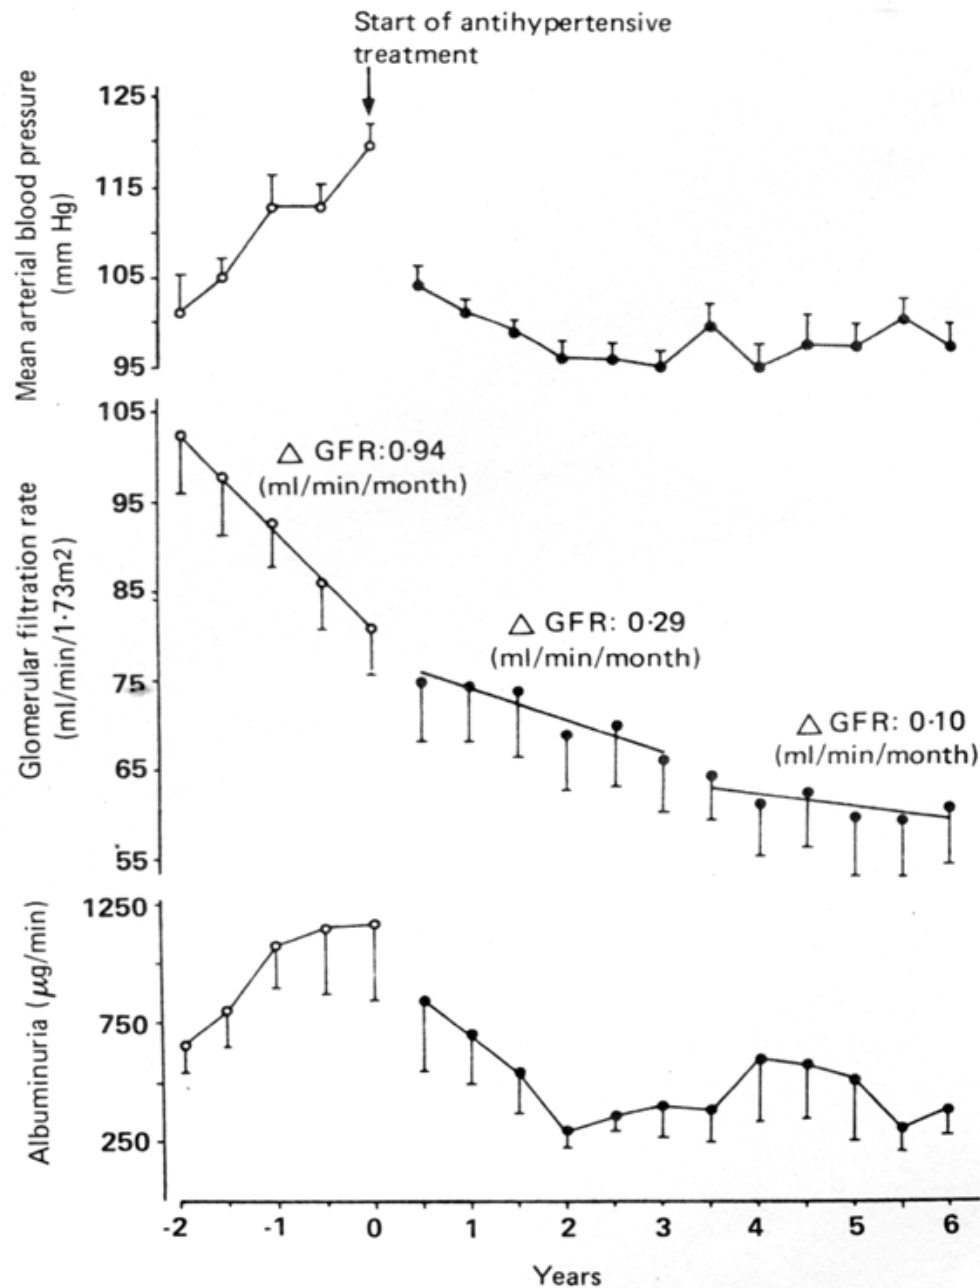 Start of antihypertensive
treatment
Mean arterial blood pressure
(mm Hg)
125
115
105
95
Glomerular filtration rate
(ml/min/1·73m2)
105
95
85
75
65
55
△ GFR:0·94
(ml/min/month)
△ GFR: 0·29
(ml/min/month)
△ GFR: 0·10
(ml/min/month)
Albuminuria (μg/min)
1250
750
250
-2 -1 0 1 2 3 4 5 6
Years